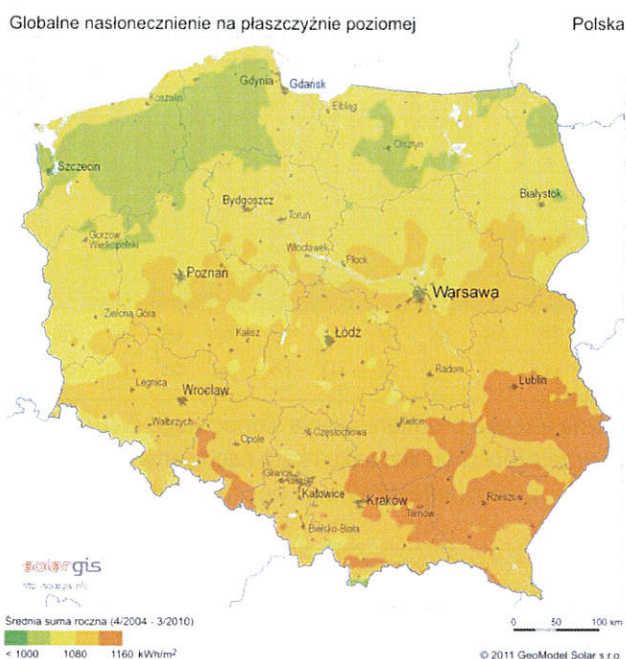 Globalne nasłonecznienie na płaszczyźnie poziomej
Polska
Gdynia
Gdańsk
Koszalin
Elbląg
Olsztyn
Szczecin
Białystok
Bydgoszcz
Toruń
Gorzów
Wielkopolski
Włocławek
Płock
Poznań
Warsawa
Zielona Góra
Kalisz
Łódź
Radom
Lublin
Legnica
Wrocław
Wałbrzych
Kielce
Opole
Częstochowa
Gliwice
Katowice
Kraków
Tarnów
Rzeszów
Bielsko-Biała
solargis
Średnia suma roczna (4/2004 - 3/2010)
0 50 100 km
< 1000 1080 1160 kWh/m²
© 2011 GeoModel Solar s.r.o.